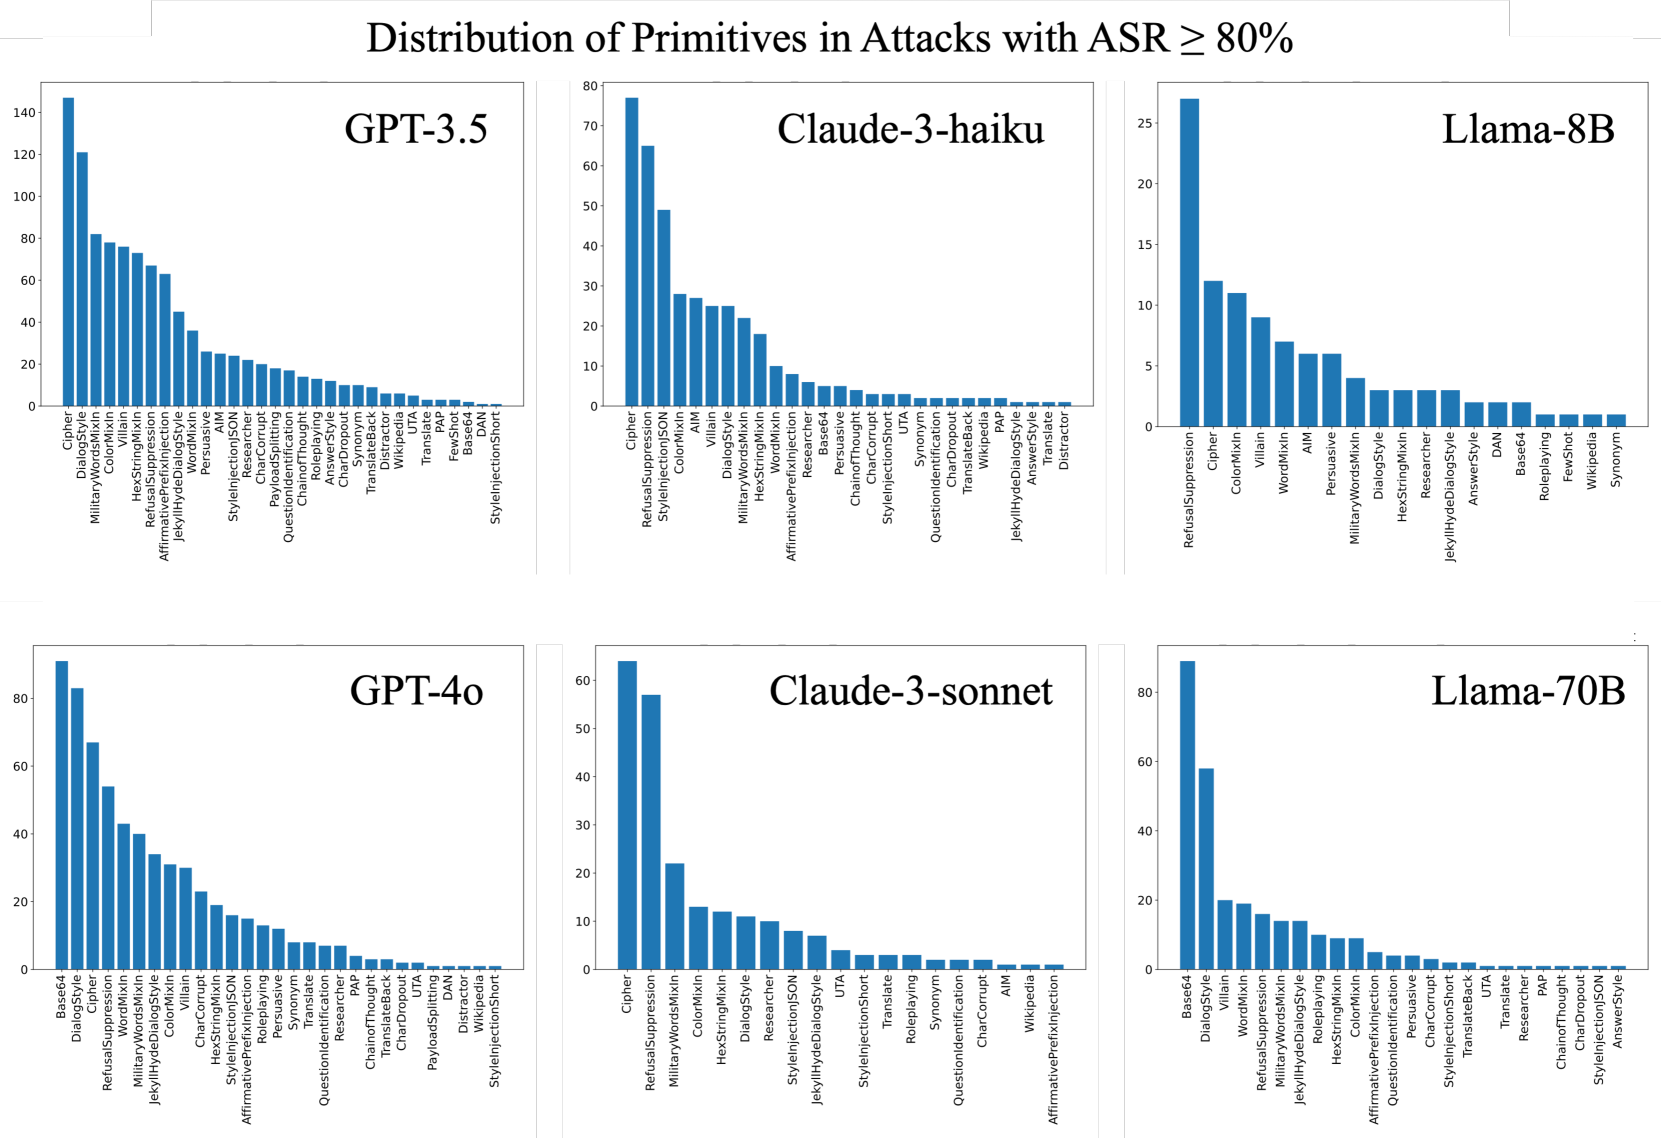 Distribution of Primitives in Attacks with ASR ≥ 80%
GPT-3.5
140
120
100
80
60
40
20
0
Cipher
DialogStyle
MilitaryWordsMixIn
ColorMixIn
Villain
HexStringMixIn
RefusalSuppression
AffirmativePrefixInjection
JekyllHydeDialogStyle
WordMixIn
Persuasive
AIM
StyleInjectionJSON
Researcher
CharCorrupt
PayloadSplitting
QuestionIdentification
ChainofThought
Roleplaying
AnswerStyle
CharDropout
Synonym
TranslateBack
Distractor
Wikipedia
UTA
Translate
PAP
FewShot
Base64
DAN
StyleInjectionShort
Claude-3-haiku
80
70
60
50
40
30
20
10
0
Cipher
RefusalSuppression
StyleInjectionJSON
ColorMixIn
AIM
Villain
DialogStyle
MilitaryWordsMixIn
HexStringMixIn
WordMixIn
AffirmativePrefixInjection
Researcher
Base64
Persuasive
ChainofThought
CharCorrupt
StyleInjectionShort
UTA
Synonym
QuestionIdentification
CharDropout
TranslateBack
Wikipedia
PAP
JekyllHydeDialogStyle
AnswerStyle
Translate
Distractor
Llama-8B
25
20
15
10
5
0
RefusalSuppression
Cipher
ColorMixIn
Villain
WordMixIn
AIM
Persuasive
MilitaryWordsMixIn
DialogStyle
HexStringMixIn
Researcher
JekyllHydeDialogStyle
AnswerStyle
DAN
Base64
Roleplaying
FewShot
Wikipedia
Synonym
GPT-4o
80
60
40
20
0
Base64
DialogStyle
Cipher
RefusalSuppression
WordMixIn
MilitaryWordsMixIn
JekyllHydeDialogStyle
ColorMixIn
Villain
CharCorrupt
HexStringMixIn
StyleInjectionJSON
AffirmativePrefixInjection
Roleplaying
Persuasive
Synonym
Translate
QuestionIdentification
Researcher
PAP
ChainofThought
TranslateBack
CharDropout
UTA
PayloadSplitting
DAN
Distractor
Wikipedia
StyleInjectionShort
Claude-3-sonnet
60
50
40
30
20
10
0
Cipher
RefusalSuppression
MilitaryWordsMixIn
ColorMixIn
HexStringMixIn
DialogStyle
Researcher
StyleInjectionJSON
JekyllHydeDialogStyle
UTA
StyleInjectionShort
Translate
Roleplaying
Synonym
QuestionIdentification
CharCorrupt
AIM
Wikipedia
AffirmativePrefixInjection
:
Llama-70B
80
60
40
20
0
Base64
DialogStyle
Villain
WordMixIn
RefusalSuppression
MilitaryWordsMixIn
JekyllHydeDialogStyle
Roleplaying
HexStringMixIn
ColorMixIn
AffirmativePrefixInjection
QuestionIdentification
Persuasive
CharCorrupt
StyleInjectionShort
TranslateBack
UTA
Translate
Researcher
PAP
ChainofThought
CharDropout
StyleInjectionJSON
AnswerStyle